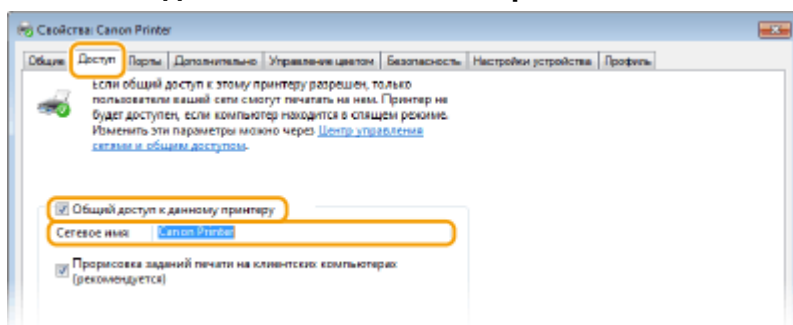 Свойства: Canon Printer
Общие Доступ Порты Дополнительно Управление цветом Безопасность Настройки устройства Профиль
Если общий доступ к этому принтеру разрешен, только
пользователи вашей сети смогут печатать на нем. Принтер не
будет доступен, если компьютер находится в спящем режиме.
Изменить эти параметры можно через Центр управления
сетями и общим доступом.
Общий доступ к данному принтеру
Сетевое имя: Canon Printer
Прорисовка заданий печати на клиентских компьютерах
(рекомендуется)